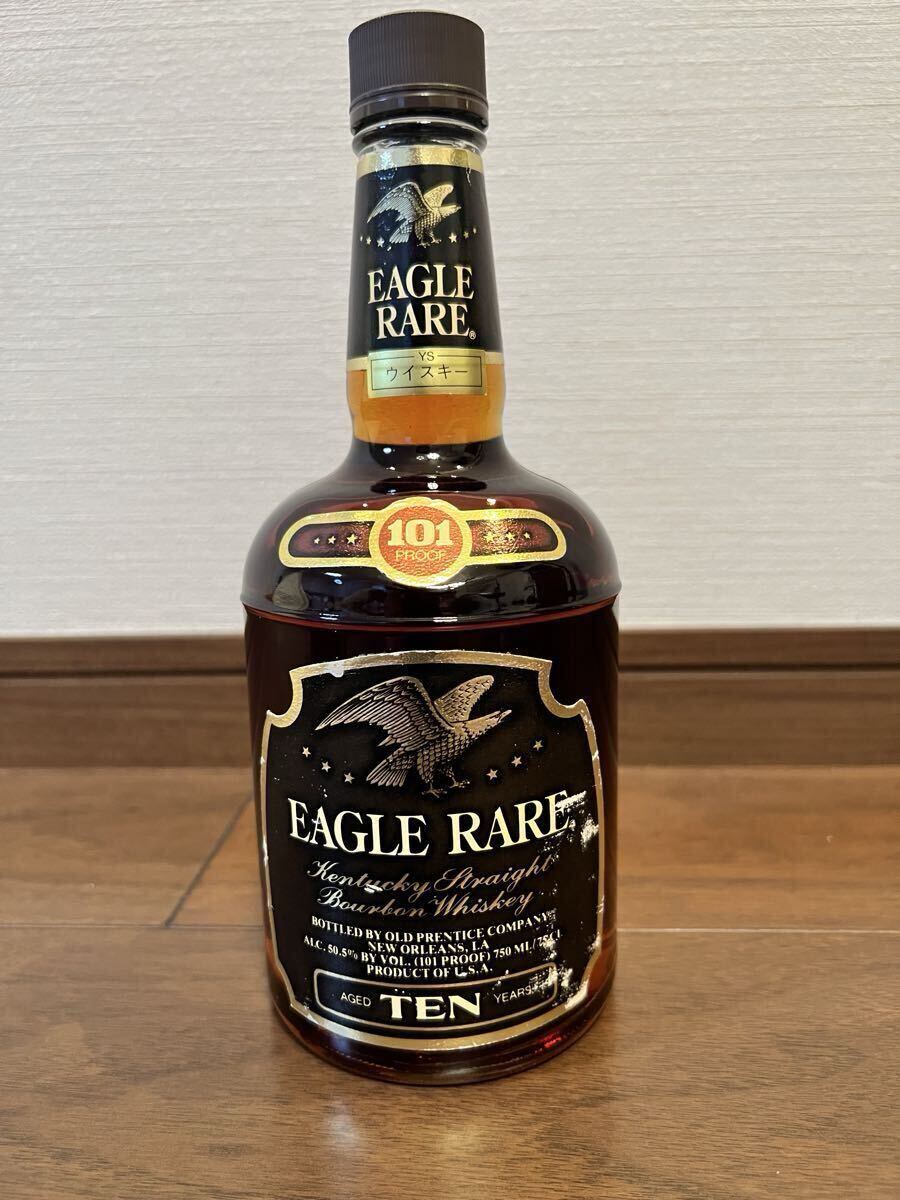 EAGLE
RARE®
YS
ウイスキー
101
PROOF
EAGLE RARE
Kentucky Straight
Bourbon Whiskey
BOTTLED BY OLD PRENTICE COMPANY
NEW ORLEANS, LA
ALC. 50.5% BY VOL. (101 PROOF) 750 ML (75CL
PRODUCT OF U.S.A.
AGED TEN YEARS